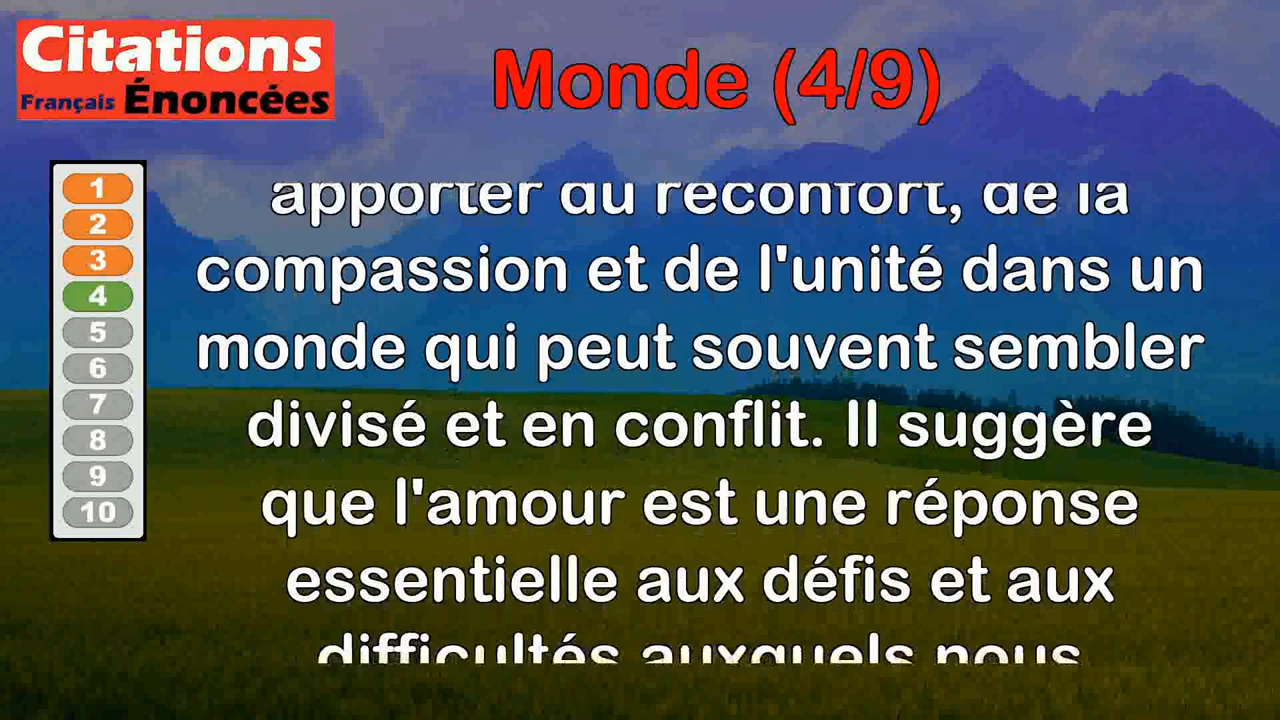 Citations
Français Énoncées
Monde (4/9)
1
2
3
4
5
6
7
8
9
10
apporter du réconfort, de la
compassion et de l'unité dans un
monde qui peut souvent sembler
divisé et en conflit. Il suggère
que l'amour est une réponse
essentielle aux défis et aux
difficultés auxquels nous